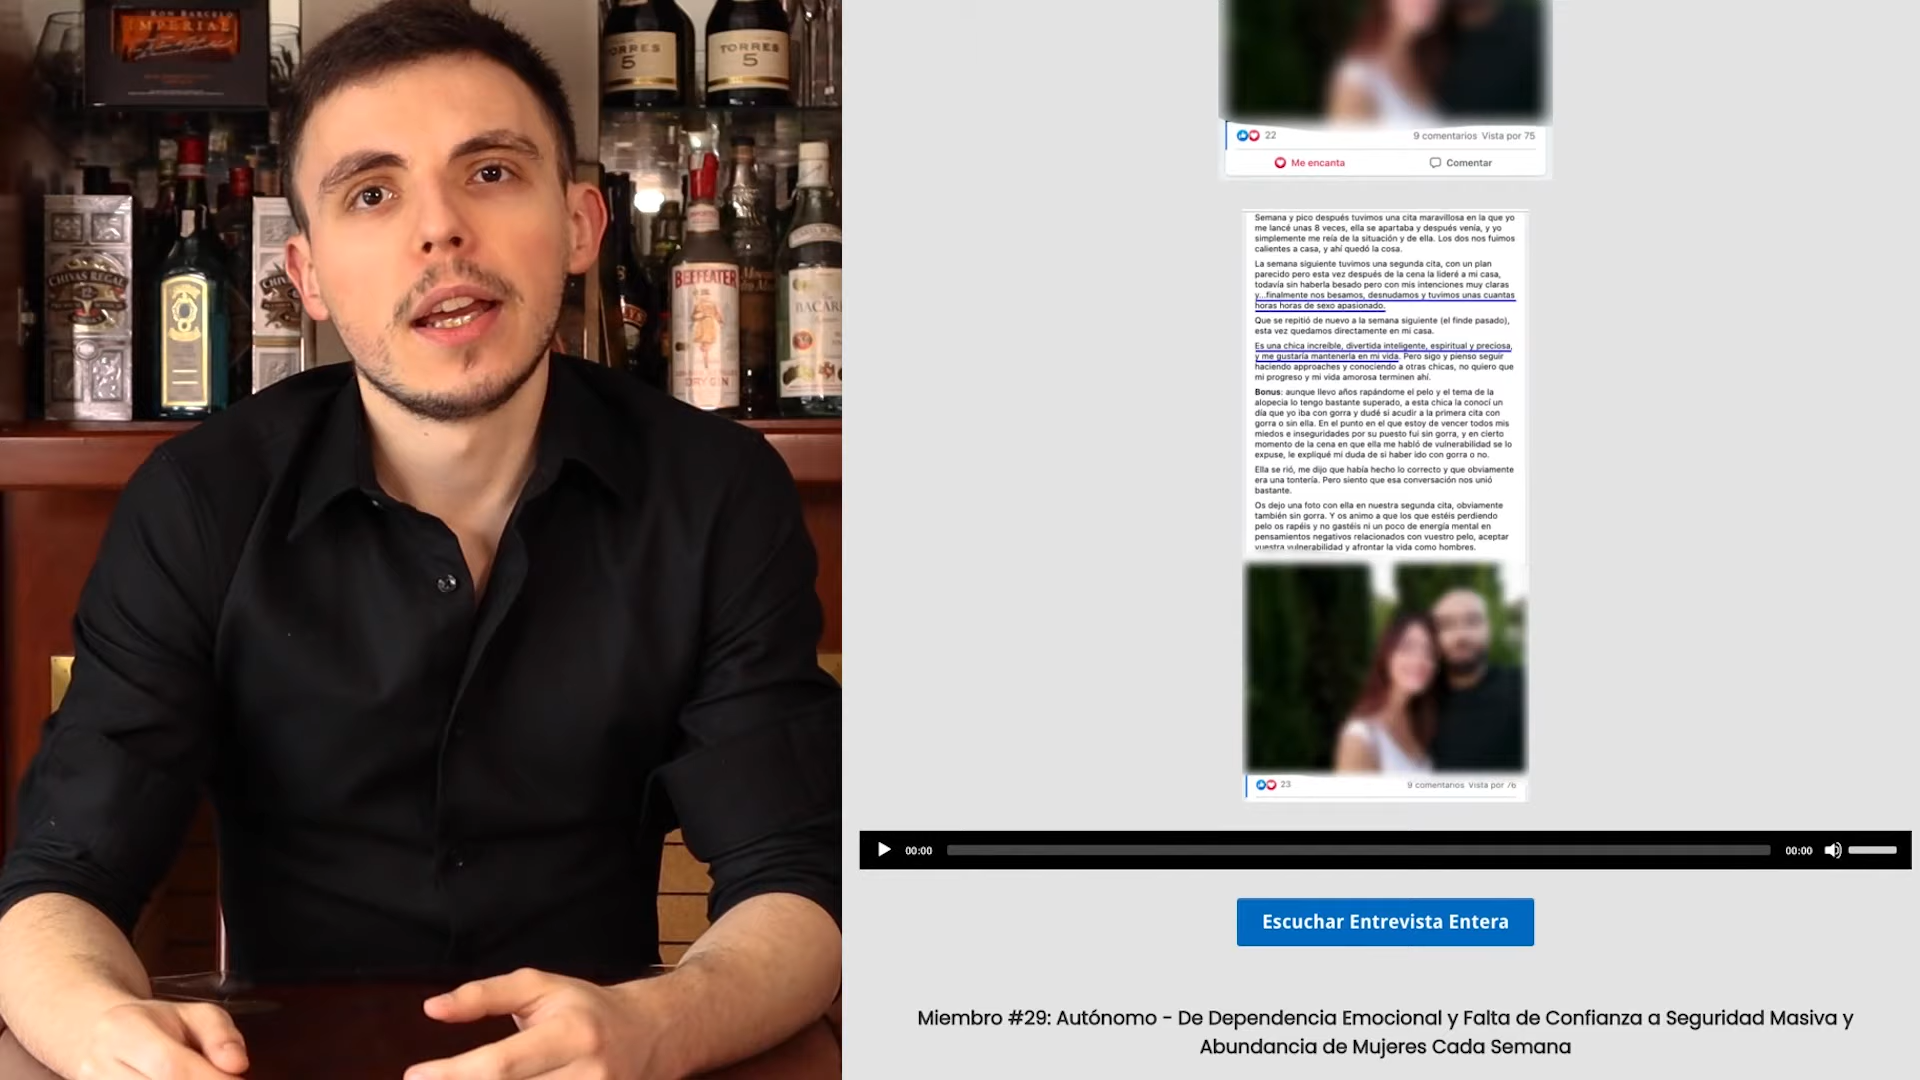 RON BARCELO
IMPERIAL
TORRES
5
TORRES
5
CHIVAS REGAL
BEEFEATER
DRY GIN
BACAR
22
9 comentarios Vista por 75
Me encanta
Comentar
Semana y pico después tuvimos una cita maravillosa en la que yo
me lancé unas 8 veces, ella se apartaba y después venía, y yo
simplemente me reía de la situación y de ella. Los dos nos fuimos
calientes a casa, y ahí quedó la cosa.
La semana siguiente tuvimos una segunda cita, con un plan
parecido pero esta vez después de la cena la lideré a mi casa,
todavía sin haberla besado pero con mis intenciones muy claras
y...finalmente nos besamos, desnudamos y tuvimos unas cuantas
horas horas de sexo apasionado.
Que se repitió de nuevo a la semana siguiente (el finde pasado),
esta vez quedamos directamente en mi casa.
Es una chica increíble, divertida inteligente, espiritual y preciosa,
y me gustaría mantenerla en mi vida. Pero sigo y pienso seguir
haciendo approaches y conociendo a otras chicas, no quiero que
mi progreso y mi vida amorosa terminen ahí.
Bonus: aunque llevo años rapándome el pelo y el tema de la
alopecia lo tengo bastante superado, a esta chica la conocí un
día que yo iba con gorra y dudé si acudir a la primera cita con
gorra o sin ella. En el punto en el que estoy de vencer todos mis
miedos e inseguridades por su puesto fui sin gorra, y en cierto
momento de la cena en que ella me habló de vulnerabilidad se lo
expuse, le expliqué mi duda de si haber ido con gorra o no.
Ella se rió, me dijo que había hecho lo correcto y que obviamente
era una tontería. Pero siento que esa conversación nos unió
bastante.
Os dejo una foto con ella en nuestra segunda cita, obviamente
también sin gorra. Y os animo a que los que estéis perdiendo
pelo os rapéis y no gastéis ni un poco de energía mental en
pensamientos negativos relacionados con vuestro pelo, aceptar
vuestra vulnerabilidad y afrontar la vida como hombres.
23
9 comentarios Vista por 76
00:00
00:00
Escuchar Entrevista Entera
Miembro #29: Autónomo - De Dependencia Emocional y Falta de Confianza a Seguridad Masiva y
Abundancia de Mujeres Cada Semana